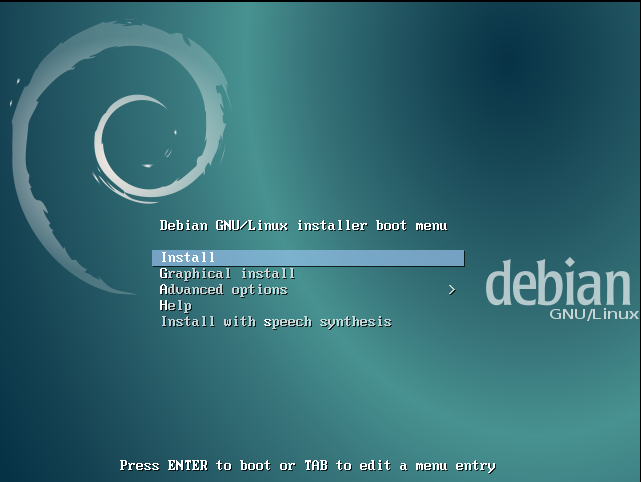 Debian GNU/Linux installer boot menu
Install
Graphical install
Advanced options >
Help
Install with speech synthesis
debian
GNU/Linux
Press ENTER to boot or TAB to edit a menu entry